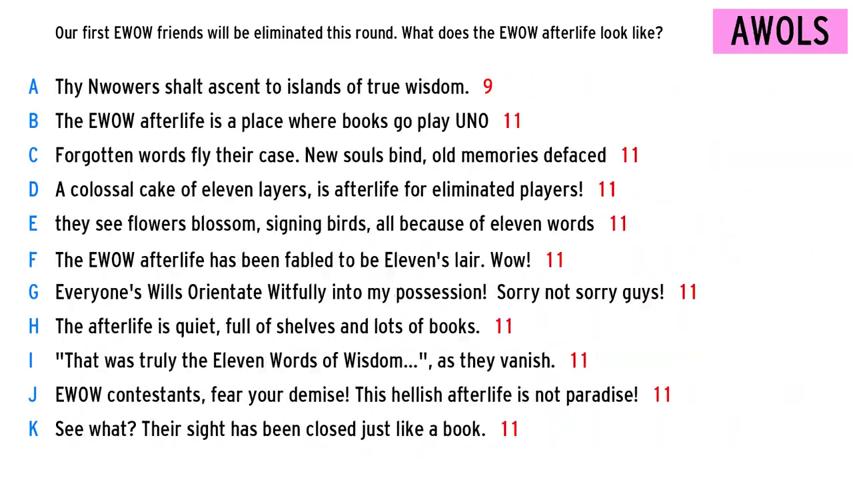 Our first EWOW friends will be eliminated this round. What does the EWOW afterlife look like?
AWOLS
A Thy Nwowers shalt ascent to islands of true wisdom. 9
B The EWOW afterlife is a place where books go play UNO 11
C Forgotten words fly their case. New souls bind, old memories defaced 11
D A colossal cake of eleven layers, is afterlife for eliminated players! 11
E they see flowers blossom, signing birds, all because of eleven words 11
F The EWOW afterlife has been fabled to be Eleven's lair. Wow! 11
G Everyone's Wills Orientate Witfully into my possession! Sorry not sorry guys! 11
H The afterlife is quiet, full of shelves and lots of books. 11
I "That was truly the Eleven Words of Wisdom...", as they vanish. 11
J EWOW contestants, fear your demise! This hellish afterlife is not paradise! 11
K See what? Their sight has been closed just like a book. 11